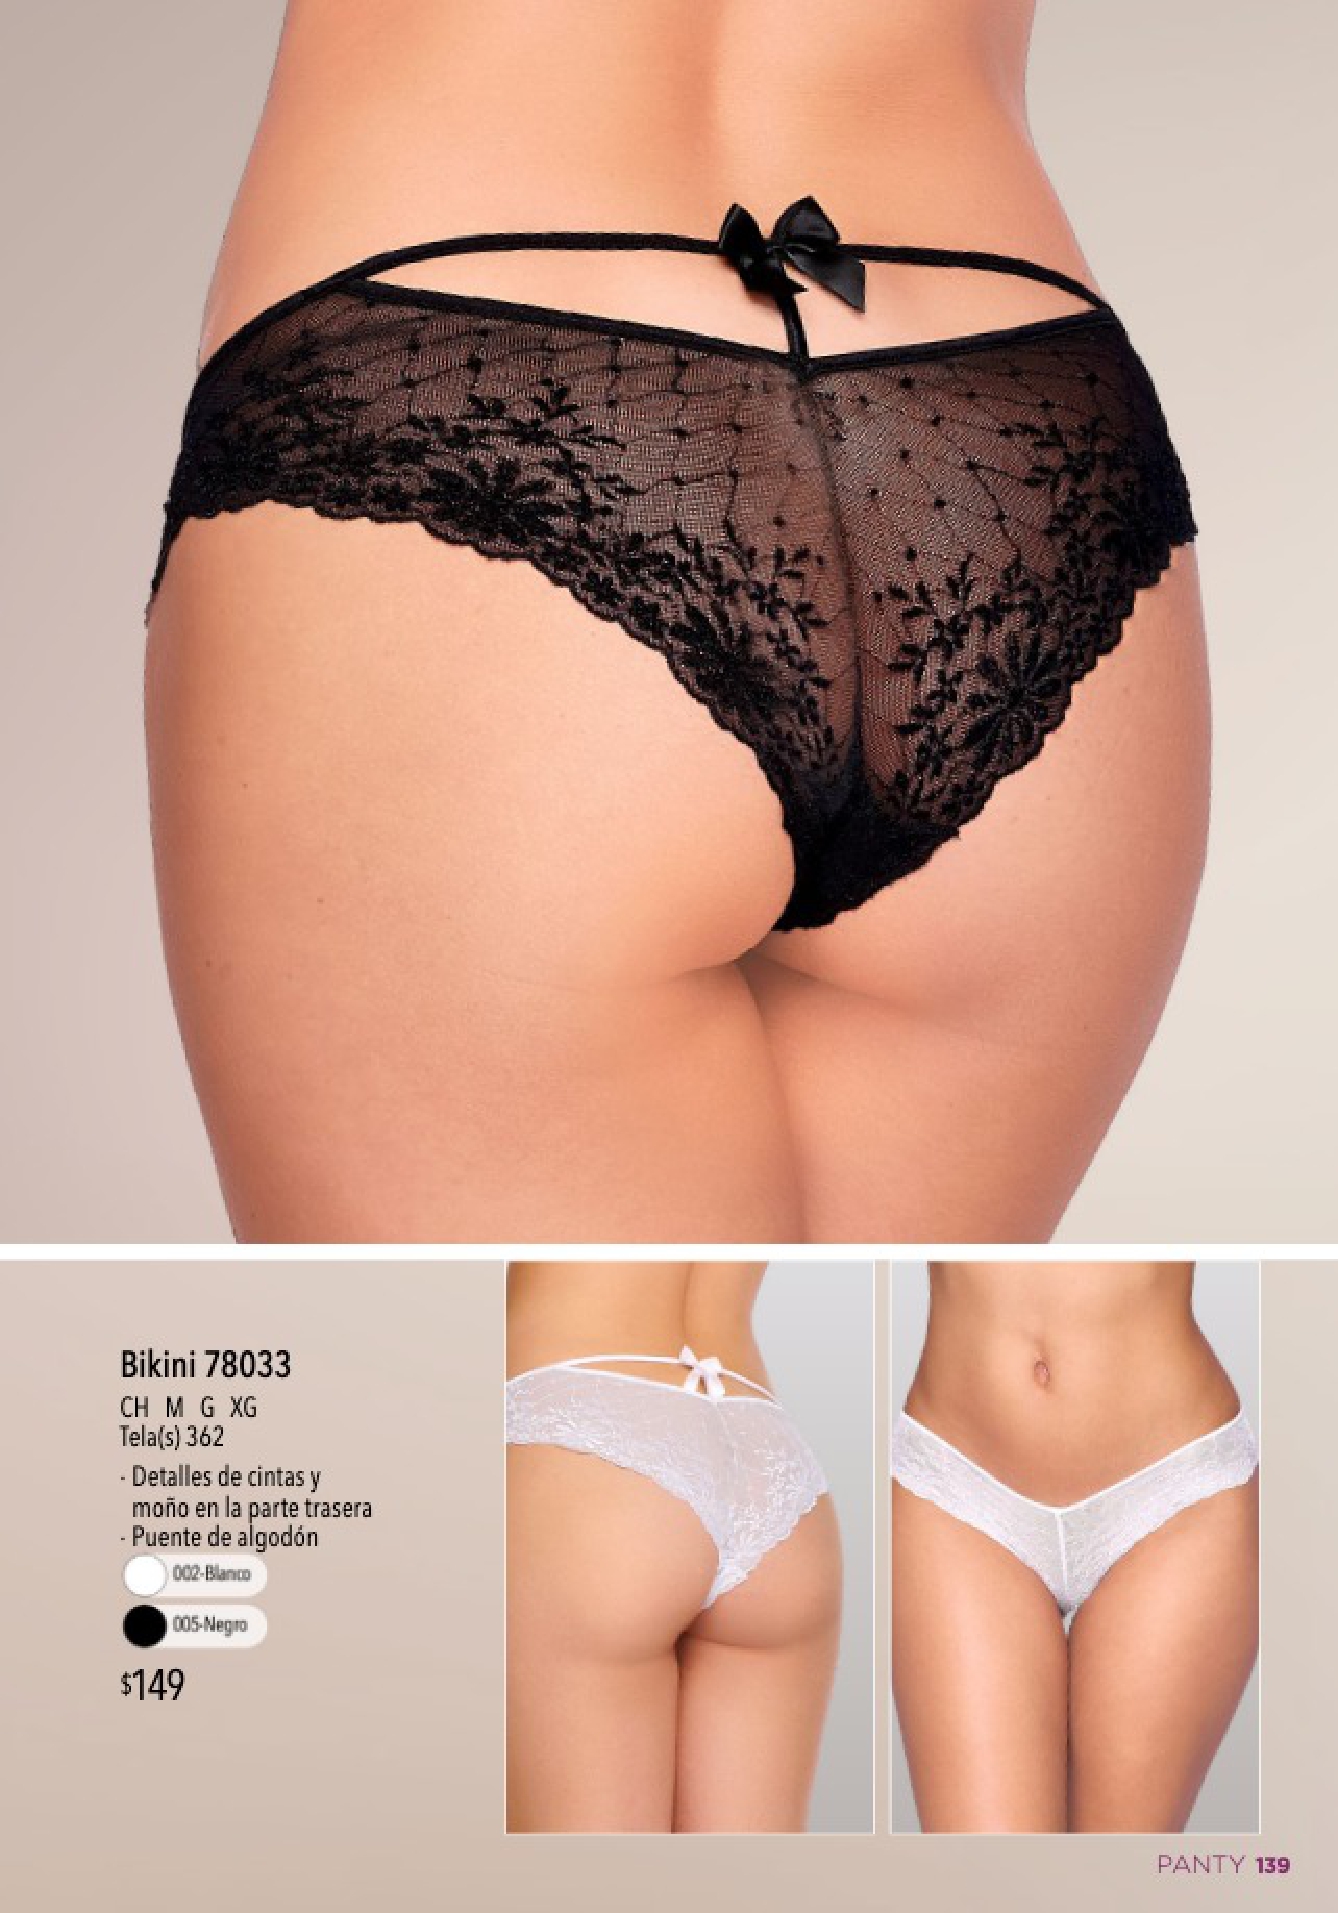 Bikini 78033
CH M G XG
Tela(s) 362
· Detalles de cintas y
moño en la parte trasera
· Puente de algodón
002-Blanco
005-Negro
$149
PANTY 139